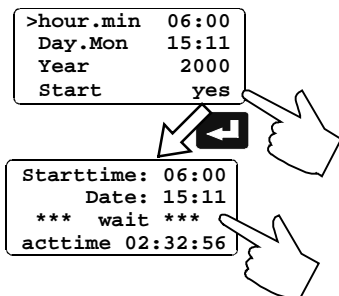 >hour.min 06:00
Day.Mon 15:11
Year 2000
Start yes
Starttime: 06:00
Date: 15:11
*** wait ***
acttime 02:32:56